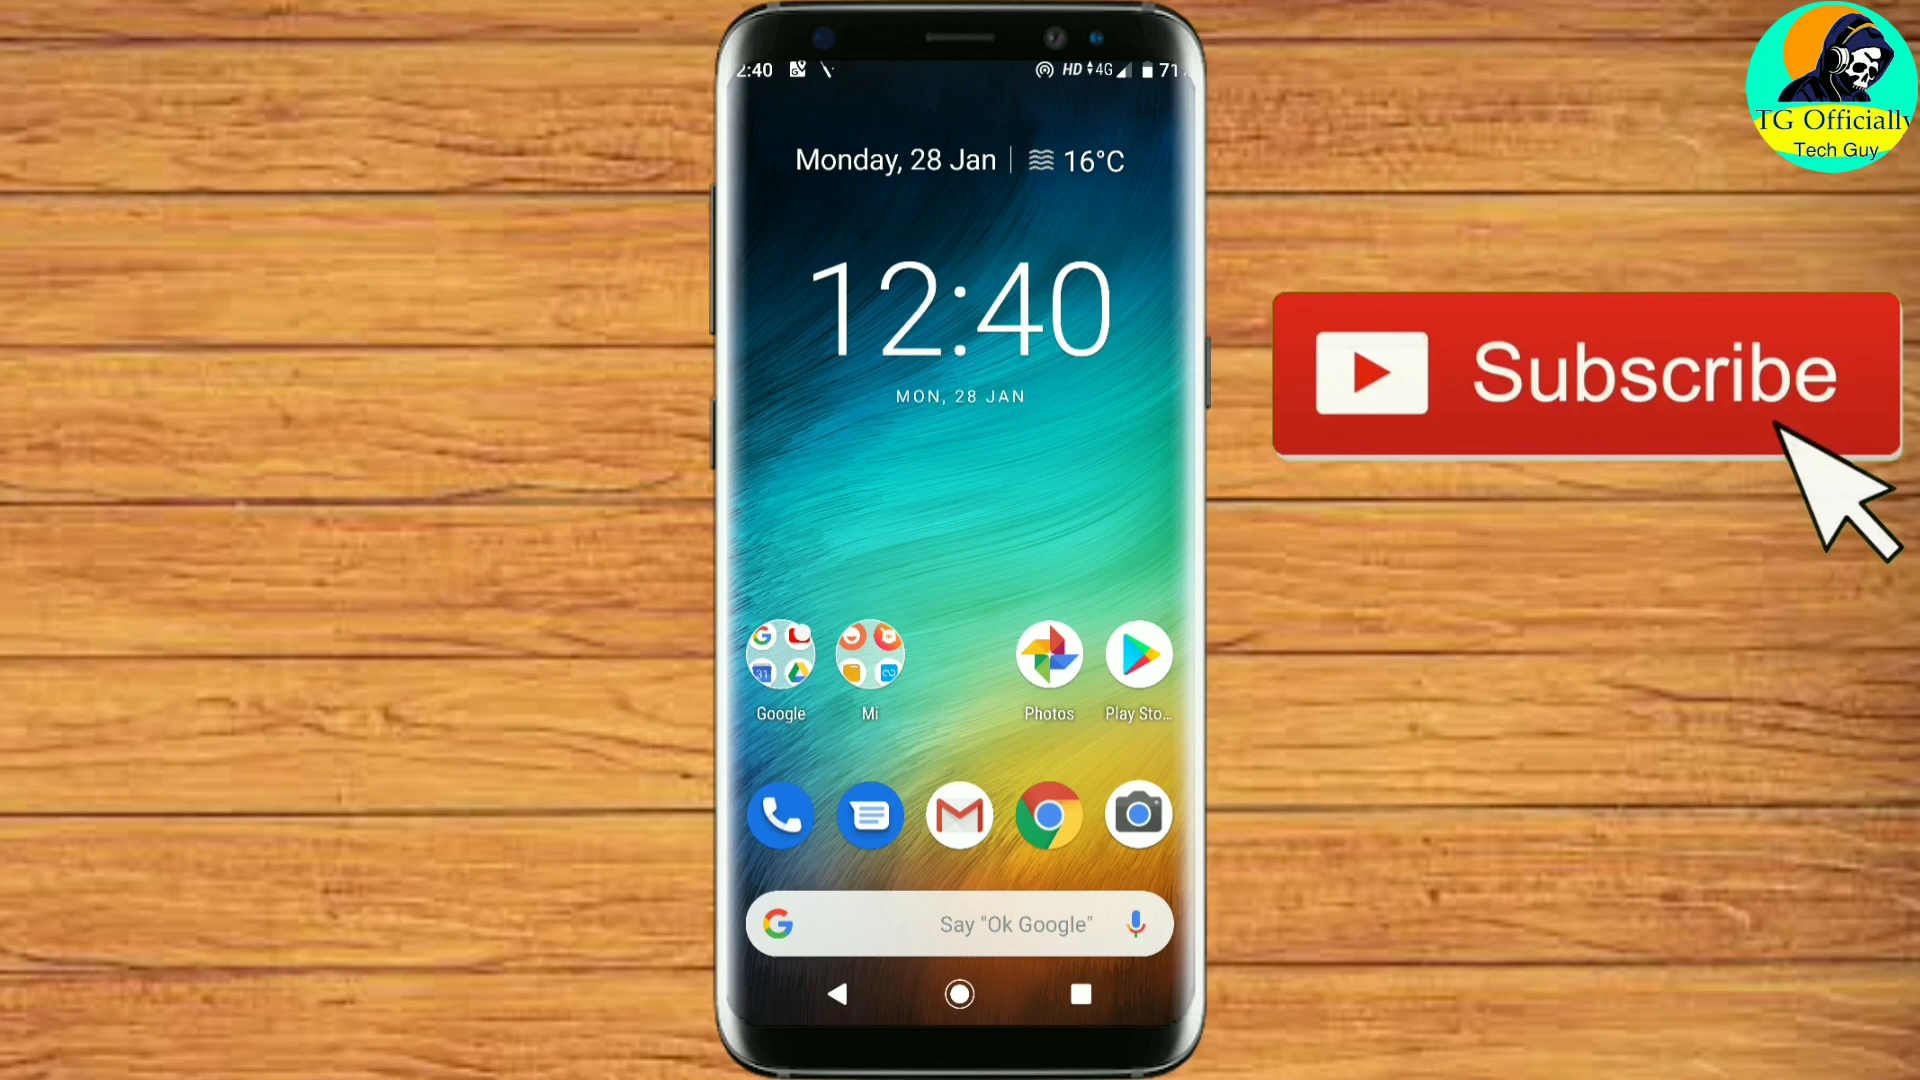 2:40
HD 4G 71
TG Officially
Tech Guy
Monday, 28 Jan | 16°C
12:40
MON, 28 JAN
Subscribe
31
Google
Mi
Photos
Play Sto...
Say "Ok Google"